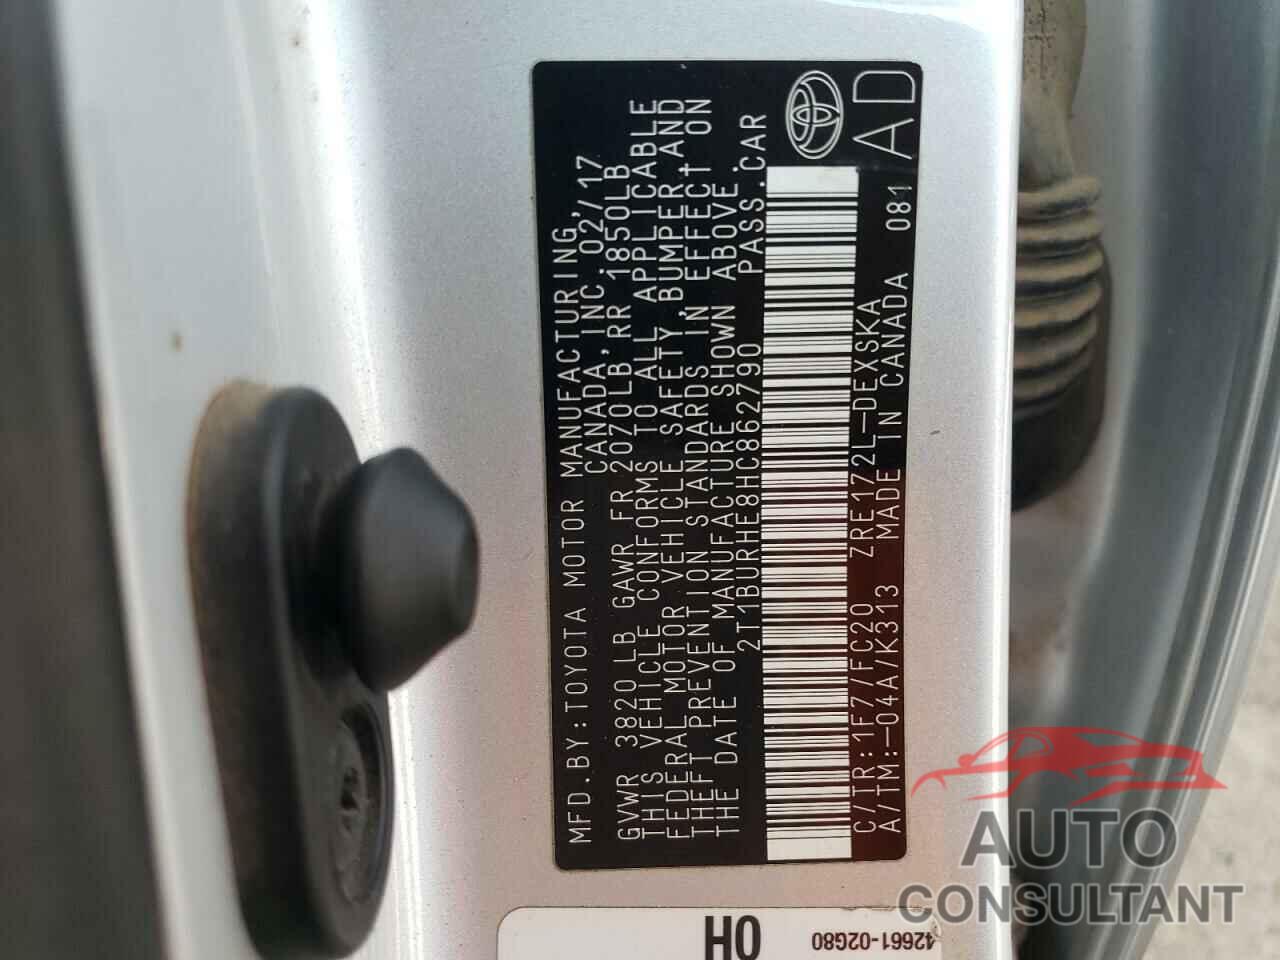 MFD.BY:TOYOTA MOTOR MANUFACTURING,
CANADA,INC.02/17
GVWR 3820LB GAWR FR 2070LB,RR 1850LB
THIS VEHICLE CONFORMS TO ALL APPLICABLE
FEDERAL MOTOR VEHICLE SAFETY,BUMPER,AND
THEFT PREVENTION STANDARDS IN EFFECT ON
THE DATE OF MANUFACTURE SHOWN ABOVE.
2T1BURHE8HC862790 PASS.CAR
C/TR:1F7/FC20 ZRE172L-DEXSKA
A/TM:-04A/K313 MADE IN CANADA 081
AD
0H
42661-02G80
AUTO
CONSULTANT